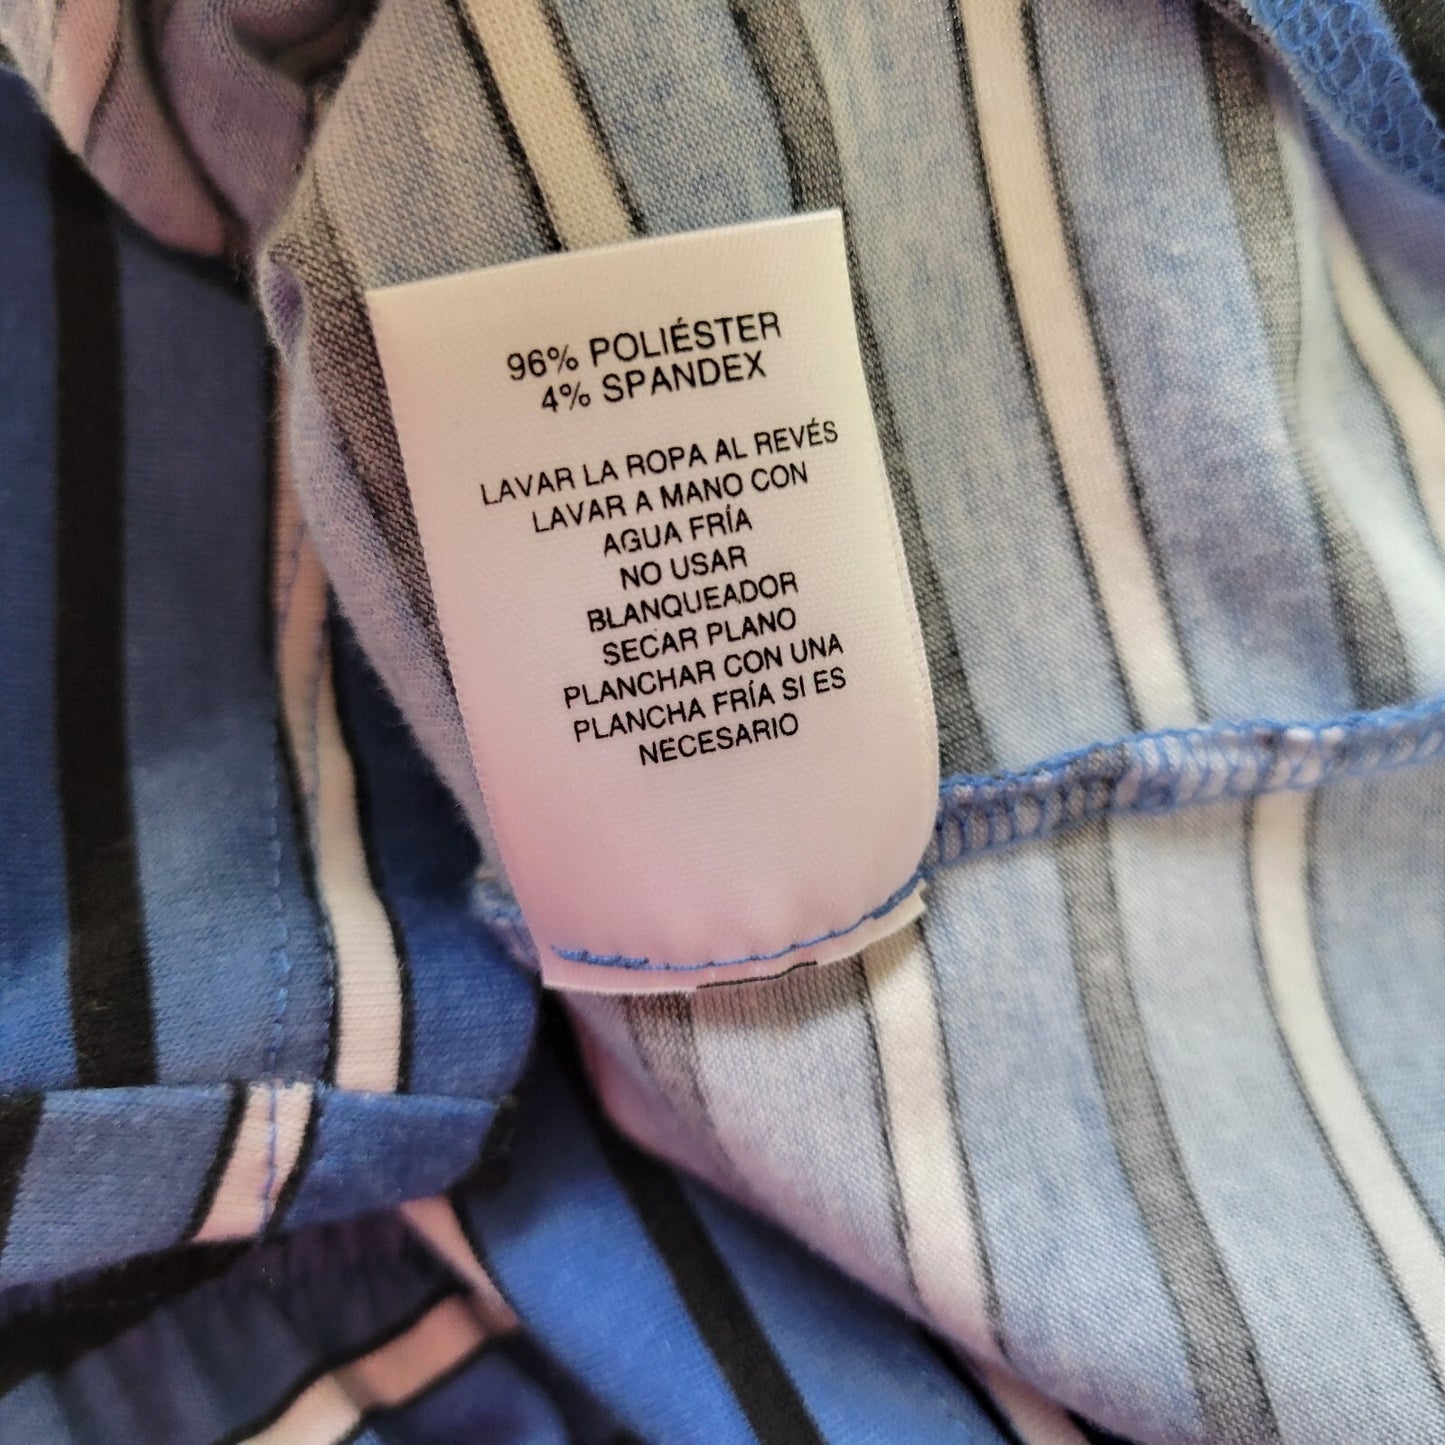 96% POLIÉSTER
4% SPANDEX
LAVAR LA ROPA AL REVÉS
LAVAR A MANO CON
AGUA FRÍA
NO USAR
BLANQUEADOR
SECAR PLANO
PLANCHAR CON UNA
PLANCHA FRÍA SI ES
NECESARIO